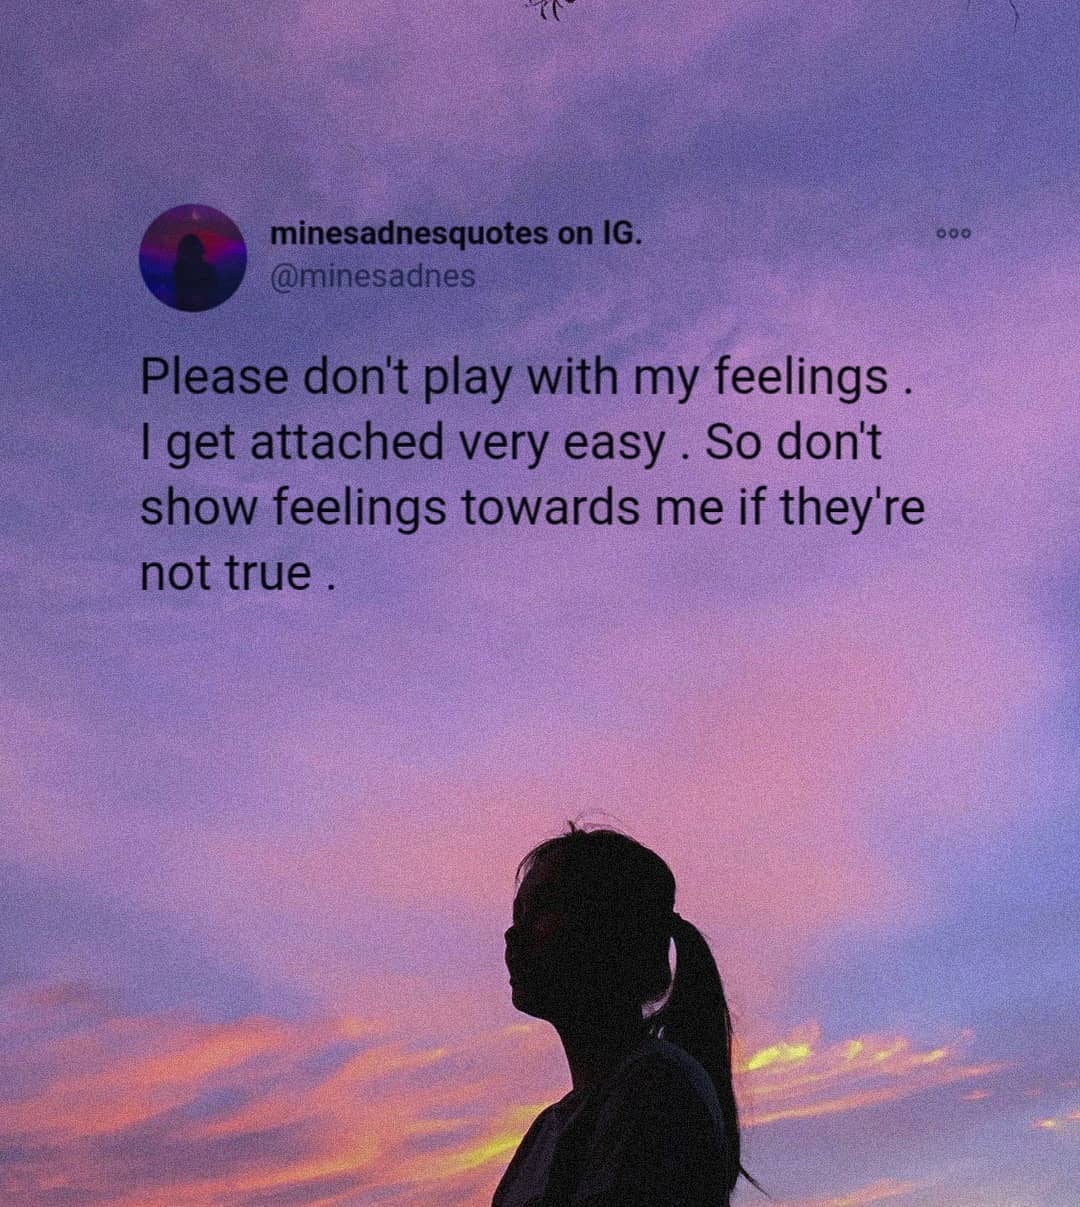 minesadnesquotes on IG.
@minesadnes
Please don't play with my feelings .
I get attached very easy . So don't
show feelings towards me if they're
not true .